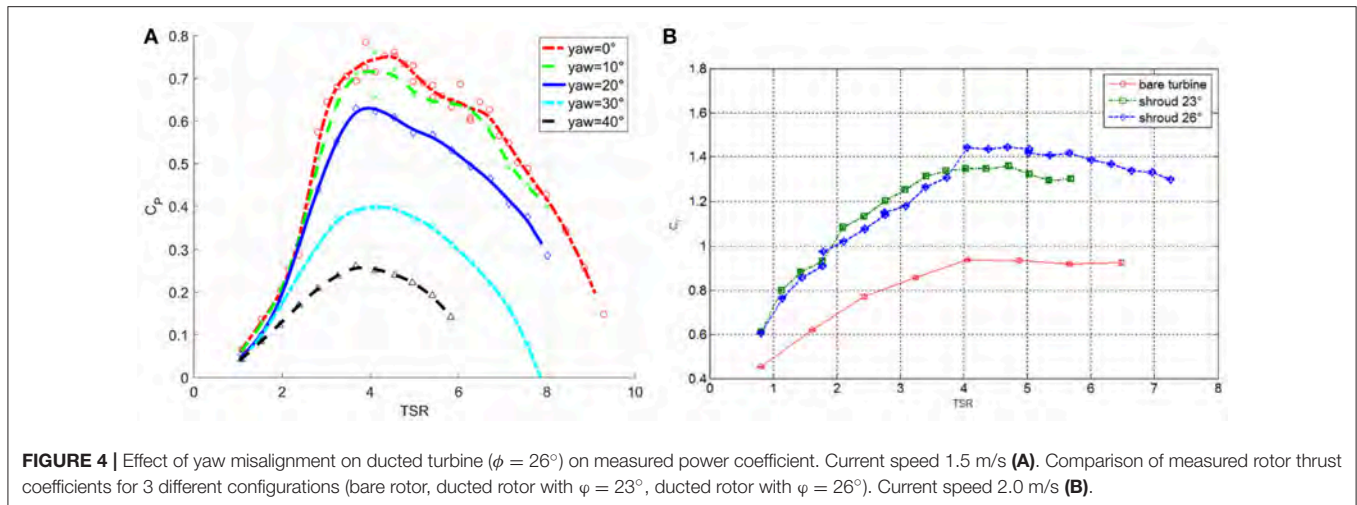 A
B
0.8
0.7
0.6
0.5
0.4
0.3
0.2
0.1
0
C_P
yaw=0°
yaw=10°
yaw=20°
yaw=30°
yaw=40°
0 2 4 6 8 10
TSR
1.8
1.6
1.4
1.2
1
0.8
0.6
0.4
bare turbine
shroud 23°
shroud 26°
0 1 2 3 4 5 6 7 8
TSR
FIGURE 4 | Effect of yaw misalignment on ducted turbine (ϕ = 26°) on measured power coefficient. Current speed 1.5 m/s (A). Comparison of measured rotor thrust
coefficients for 3 different configurations (bare rotor, ducted rotor with φ = 23°, ducted rotor with φ = 26°). Current speed 2.0 m/s (B).